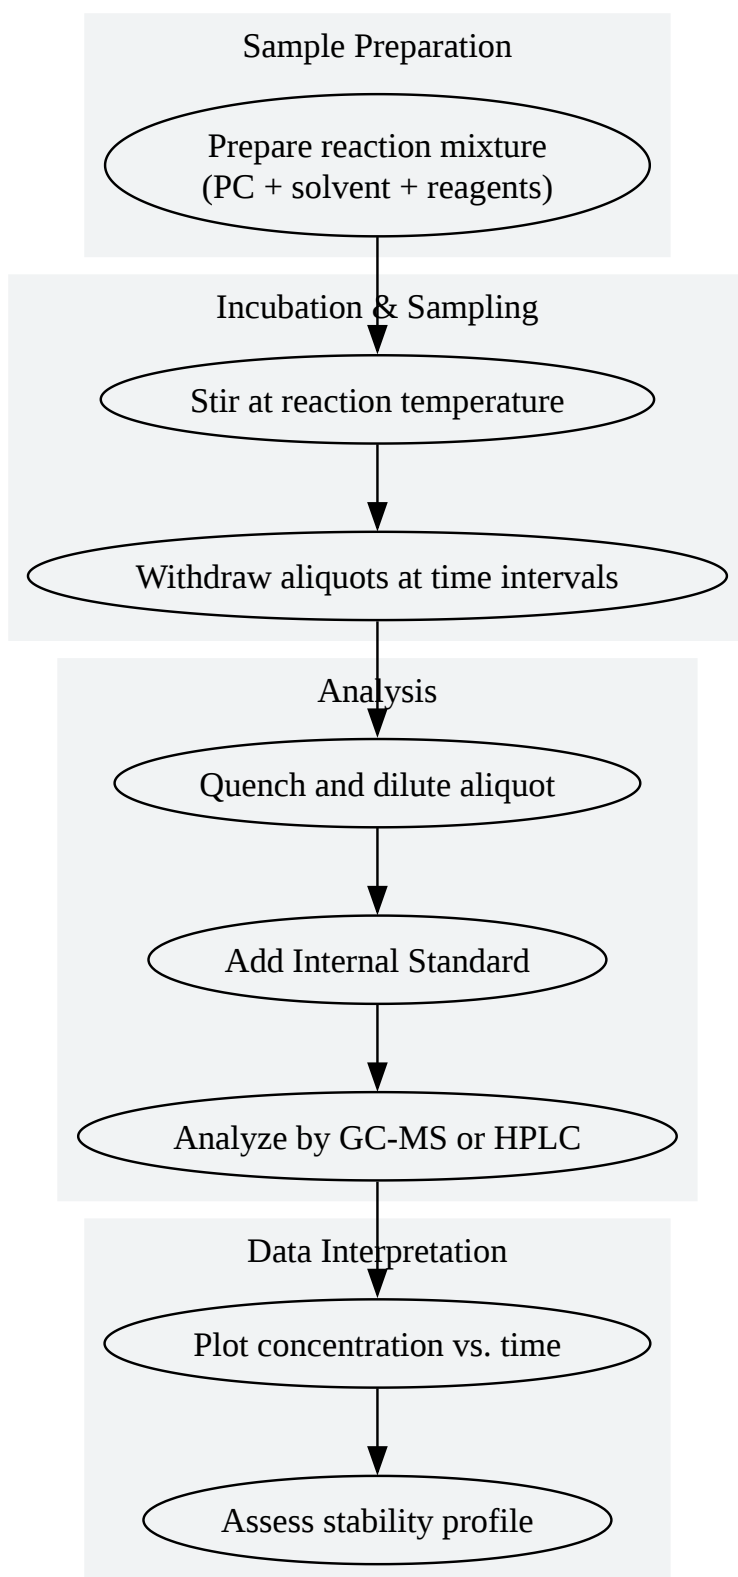 Sample Preparation
Prepare reaction mixture
(PC + solvent + reagents)
Incubation & Sampling
Stir at reaction temperature
Withdraw aliquots at time intervals
Analysis
Quench and dilute aliquot
Add Internal Standard
Analyze by GC-MS or HPLC
Data Interpretation
Plot concentration vs. time
Assess stability profile